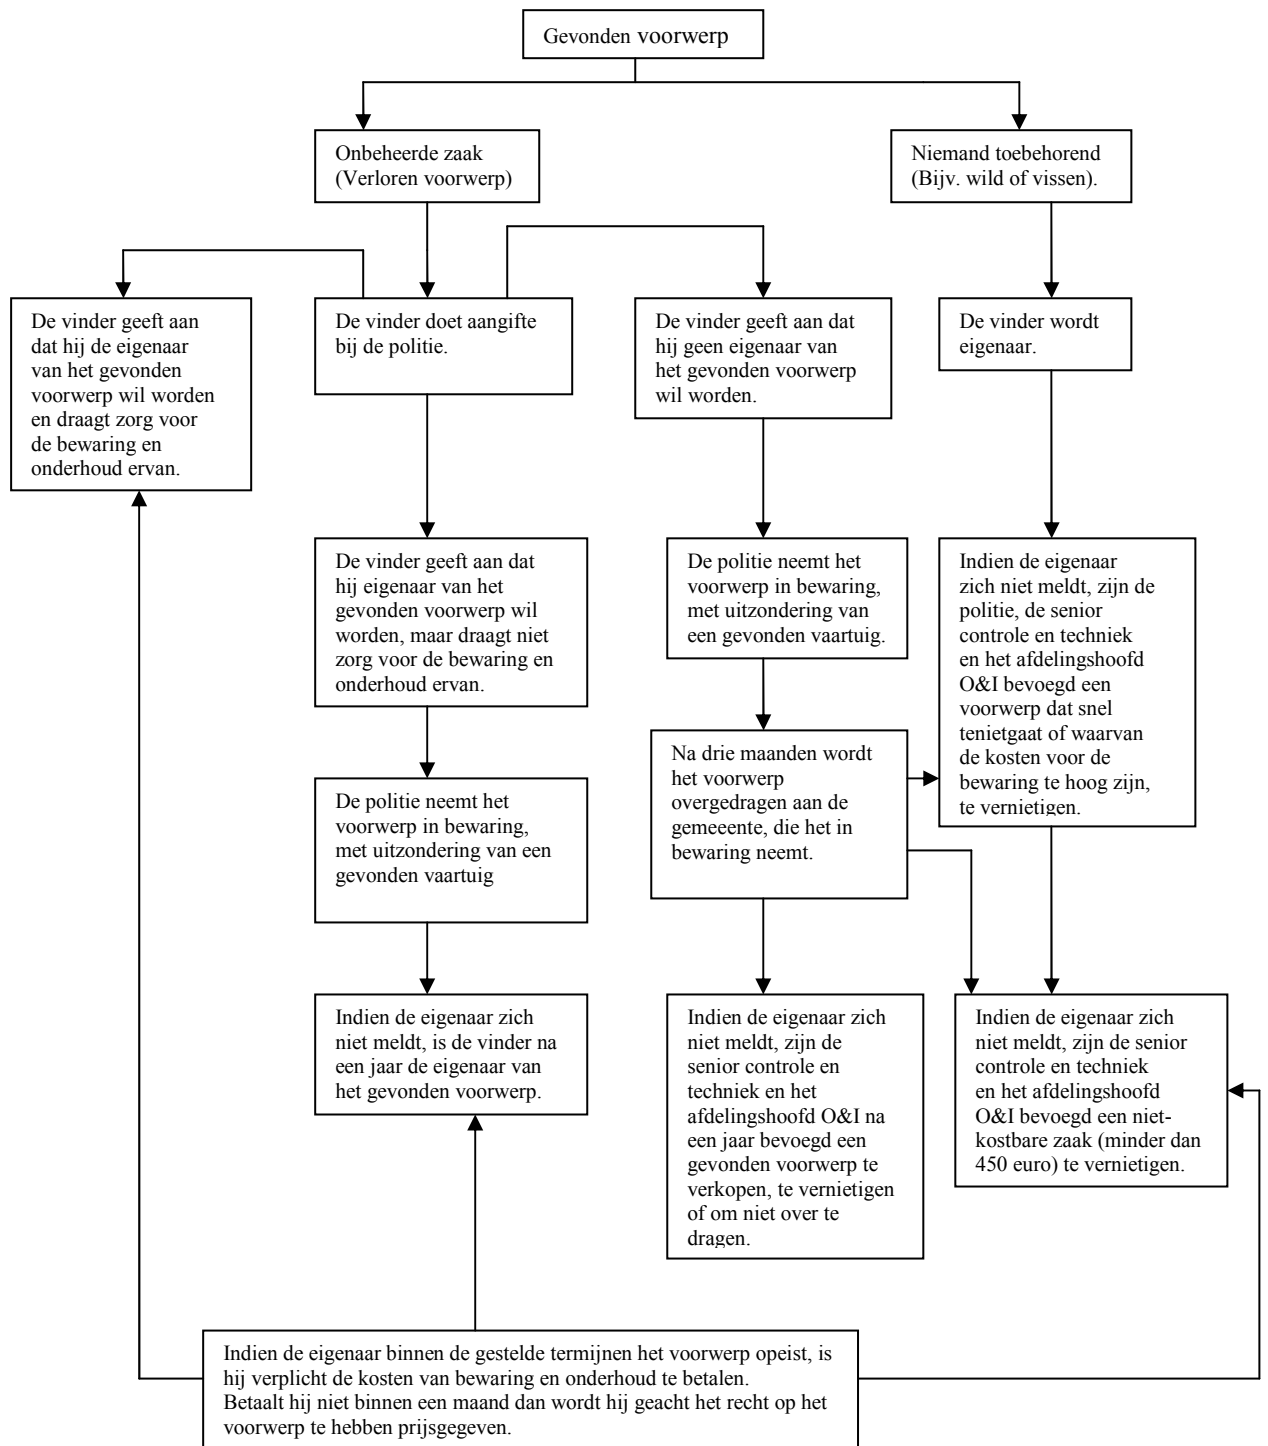 Gevonden voorwerp
Onbeheerde zaak
(Verloren voorwerp)
Niemand toebehorend
(Bijv. wild of vissen).
De vinder geeft aan
dat hij de eigenaar
van het gevonden
voorwerp wil worden
en draagt zorg voor
de bewaring en
onderhoud ervan.
De vinder doet aangifte
bij de politie.
De vinder geeft aan dat
hij geen eigenaar van
het gevonden voorwerp
wil worden.
De vinder wordt
eigenaar.
De vinder geeft aan dat
hij eigenaar van het
gevonden voorwerp wil
worden, maar draagt niet
zorg voor de bewaring en
onderhoud ervan.
De politie neemt het
voorwerp in bewaring,
met uitzondering van
een gevonden vaartuig.
Indien de eigenaar
zich niet meldt, zijn de
politie, de senior
controle en techniek
en het afdelingshoofd
O&I bevoegd een
voorwerp dat snel
tenietgaat of waarvan
de kosten voor de
bewaring te hoog zijn,
te vernietigen.
Na drie maanden wordt
het voorwerp
overgedragen aan de
gemeeente, die het in
bewaring neemt.
De politie neemt het
voorwerp in bewaring,
met uitzondering van een
gevonden vaartuig
Indien de eigenaar zich
niet meldt, is de vinder na
een jaar de eigenaar van
het gevonden voorwerp.
Indien de eigenaar zich
niet meldt, zijn de
senior controle en
techniek en het
afdelingshoofd O&I na
een jaar bevoegd een
gevonden voorwerp te
verkopen, te vernietigen
of om niet over te
dragen.
Indien de eigenaar zich
niet meldt, zijn de senior
controle en techniek
en het afdelingshoofd
O&I bevoegd een niet-
kostbare zaak (minder dan
450 euro) te vernietigen.
Indien de eigenaar binnen de gestelde termijnen het voorwerp opeist, is
hij verplicht de kosten van bewaring en onderhoud te betalen.
Betaalt hij niet binnen een maand dan wordt hij geacht het recht op het
voorwerp te hebben prijsgegeven.